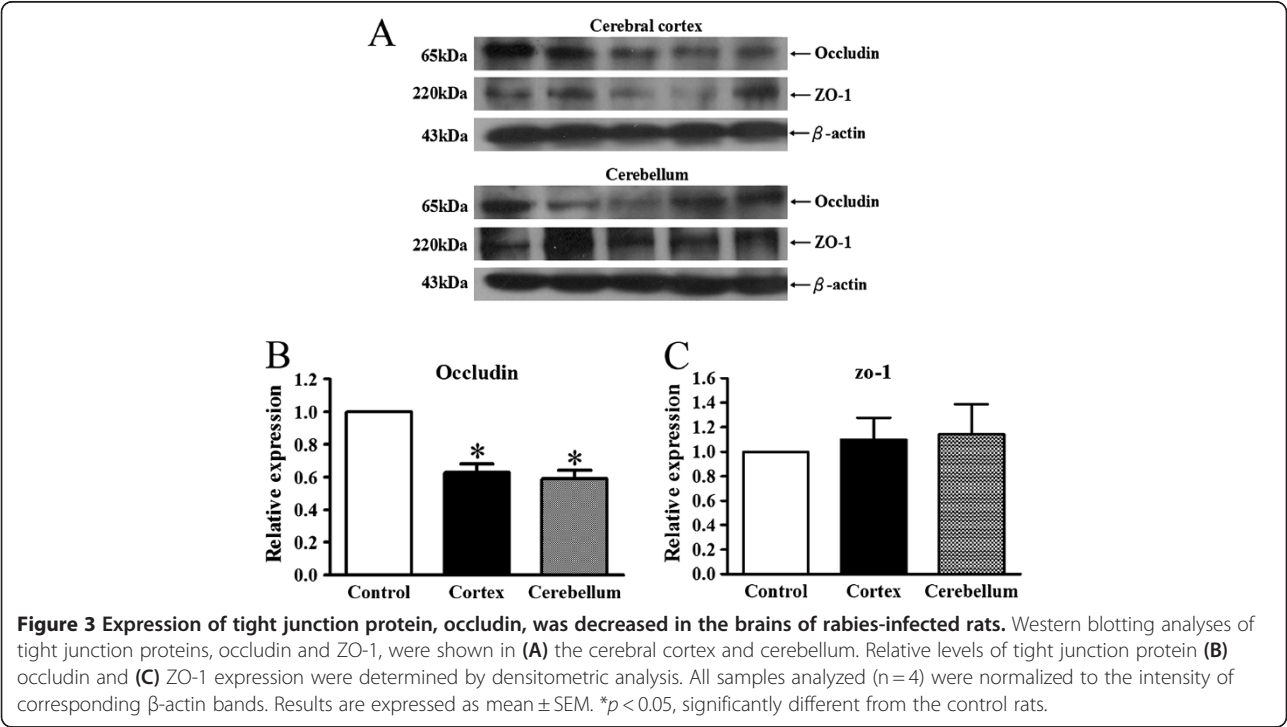 A
Cerebral cortex
65kDa
Occludin
220kDa
ZO-1
43kDa
β-actin
Cerebellum
65kDa
Occludin
220kDa
ZO-1
43kDa
β-actin
B
Occludin
Relative expression
1.2
1.0
0.8
0.6
0.4
0.2
0.0
*
*
Control
Cortex
Cerebellum
C
zo-1
Relative expression
1.6
1.4
1.2
1.0
0.8
0.6
0.4
0.2
0.0
Control
Cortex
Cerebellum
Figure 3 Expression of tight junction protein, occludin, was decreased in the brains of rabies-infected rats. Western blotting analyses of
tight junction proteins, occludin and ZO-1, were shown in (A) the cerebral cortex and cerebellum. Relative levels of tight junction protein (B)
occludin and (C) ZO-1 expression were determined by densitometric analysis. All samples analyzed (n = 4) were normalized to the intensity of
corresponding β-actin bands. Results are expressed as mean ± SEM. *p < 0.05, significantly different from the control rats.